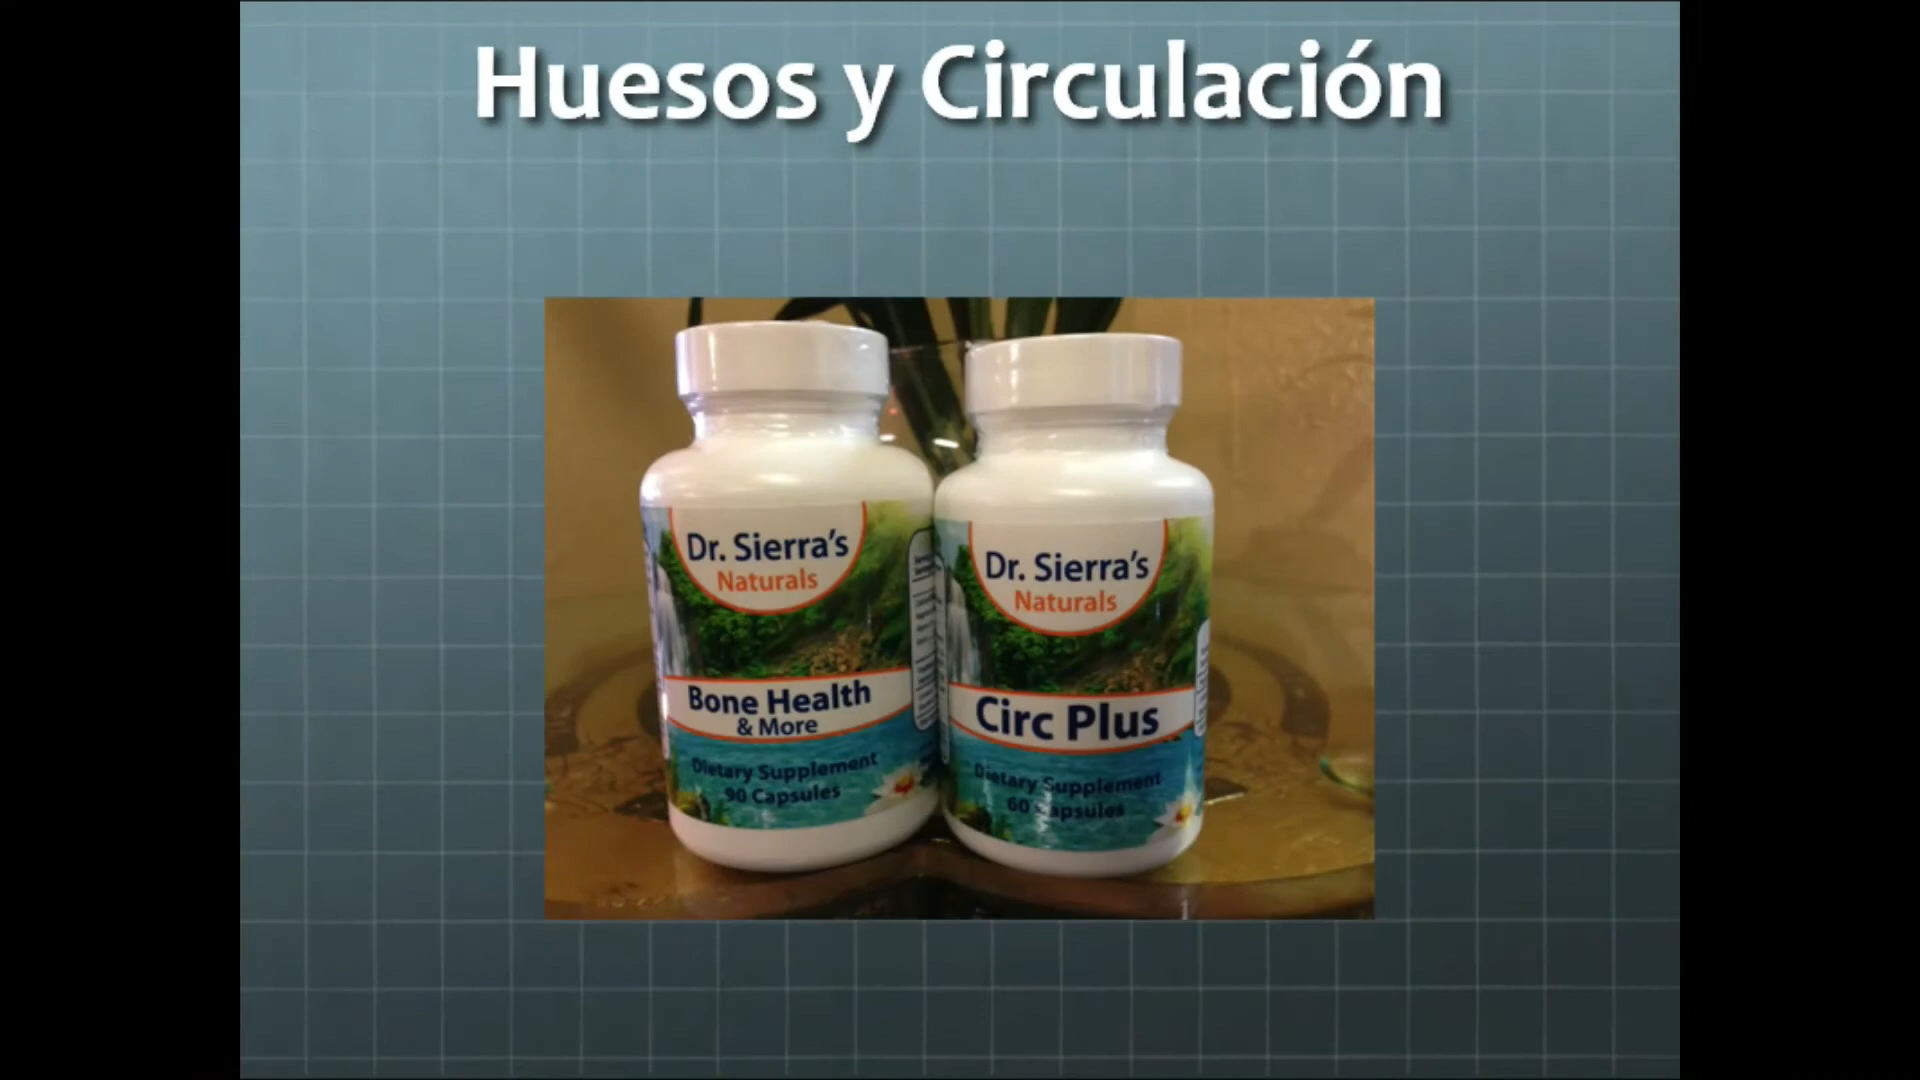 Huesos y Circulación
Dr. Sierra's
Naturals
Bone Health
& More
Dietary Supplement
90 Capsules
Dr. Sierra's
Naturals
Circ Plus
Dietary Supplement
60 Capsules